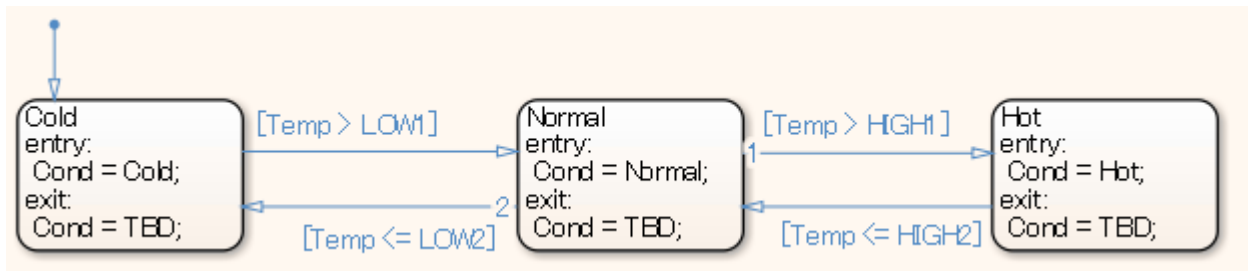 Cold
entry:
Cond = Cold;
exit:
Cond = TBD;
[Temp > LOW1]
[Temp <= LOW2]
Normal
entry:
Cond = Normal;
exit:
Cond = TBD;
1
2
[Temp > HIGH1]
[Temp <= HIGH2]
Hot
entry:
Cond = Hot;
exit:
Cond = TBD;